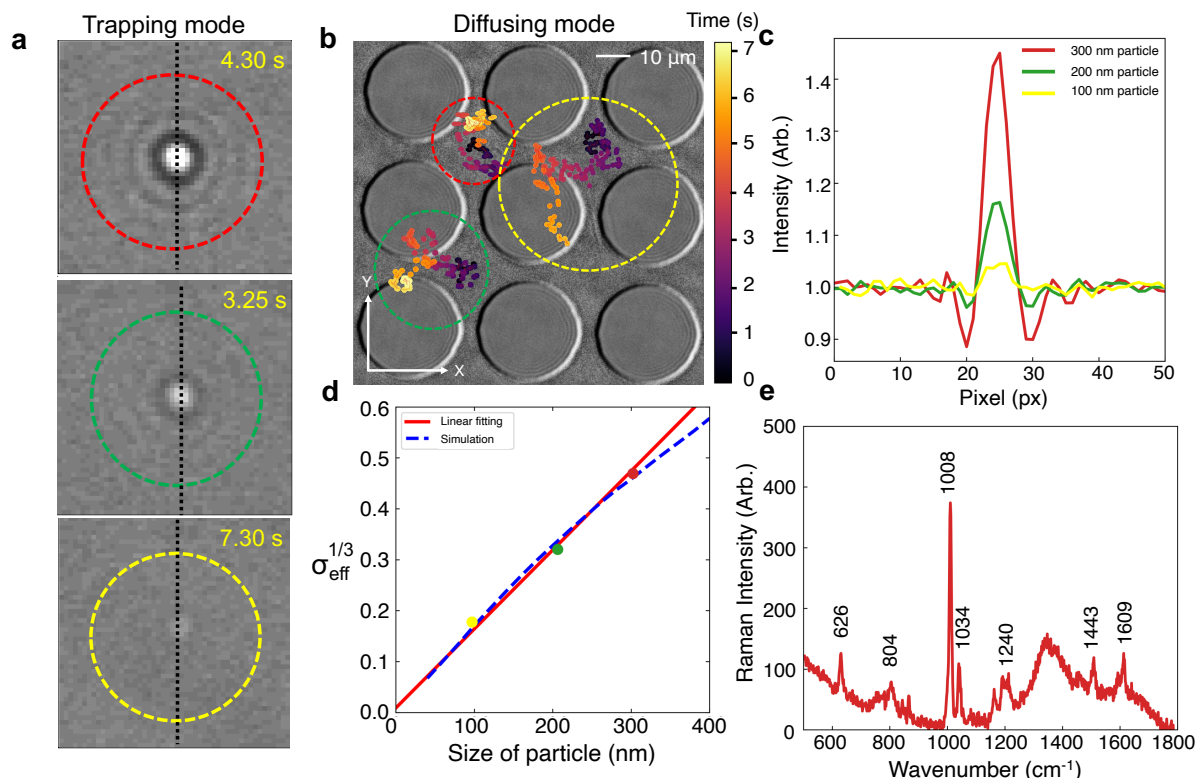 a
Trapping mode
4.30 s
3.25 s
7.30 s
b
Diffusing mode
10 µm
Y
X
Time (s)
7
6
5
4
3
2
1
0
c
300 nm particle
200 nm particle
100 nm particle
Intensity (Arb.)
1.4
1.3
1.2
1.1
1.0
0.9
0 10 20 30 40 50
Pixel (px)
d
Linear fitting
Simulation
σ_eff^1/3
0.6
0.5
0.4
0.3
0.2
0.1
0.0
0 100 200 300 400
Size of particle (nm)
e
Raman Intensity (Arb.)
500
400
300
200
100
0
626
804
1008
1034
1240
1443
1609
600 800 1000 1200 1400 1600 1800
Wavenumber (cm⁻¹)